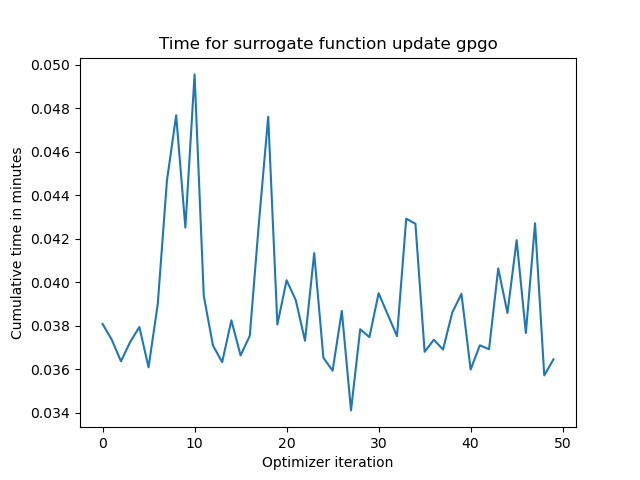 Time for surrogate function update gpgo
0.050
0.048
0.046
0.044
0.042
0.040
0.038
0.036
0.034
Cumulative time in minutes
0 10 20 30 40 50
Optimizer iteration